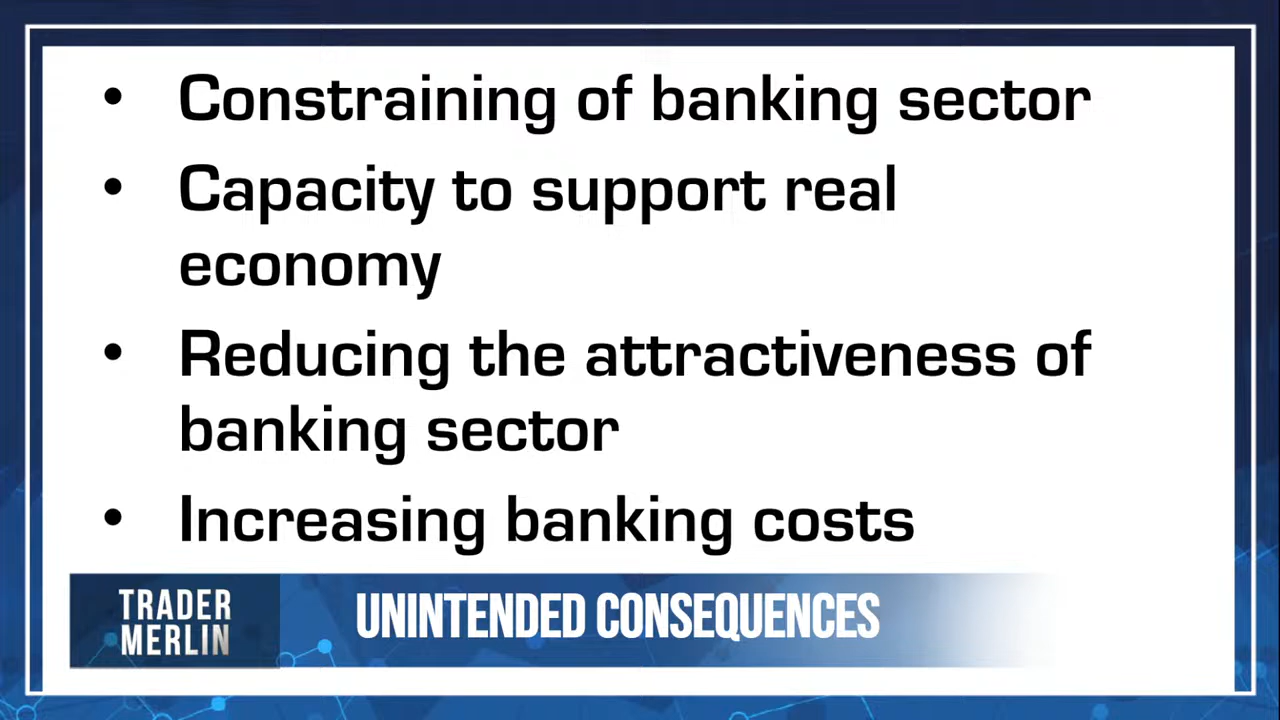 • Constraining of banking sector
• Capacity to support real
economy
• Reducing the attractiveness of
banking sector
• Increasing banking costs
TRADER
MERLIN
UNINTENDED CONSEQUENCES